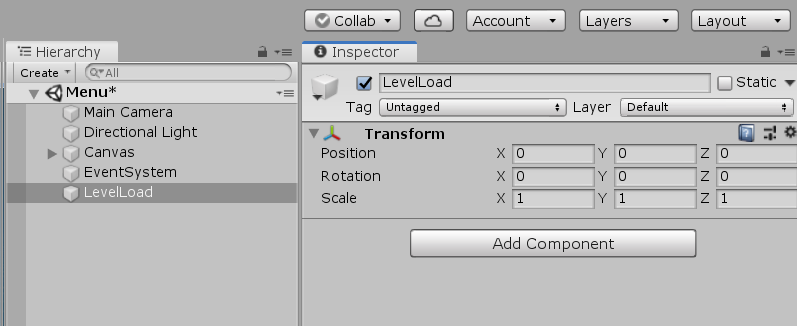 Collab Account Layers Layout
Hierarchy
Inspector
Create All
LevelLoad Static
Menu*
Tag Untagged Layer Default
Main Camera
Directional Light
Transform
Canvas
Position X 0 Y 0 Z 0
EventSystem
Rotation X 0 Y 0 Z 0
LevelLoad
Scale X 1 Y 1 Z 1
Add Component